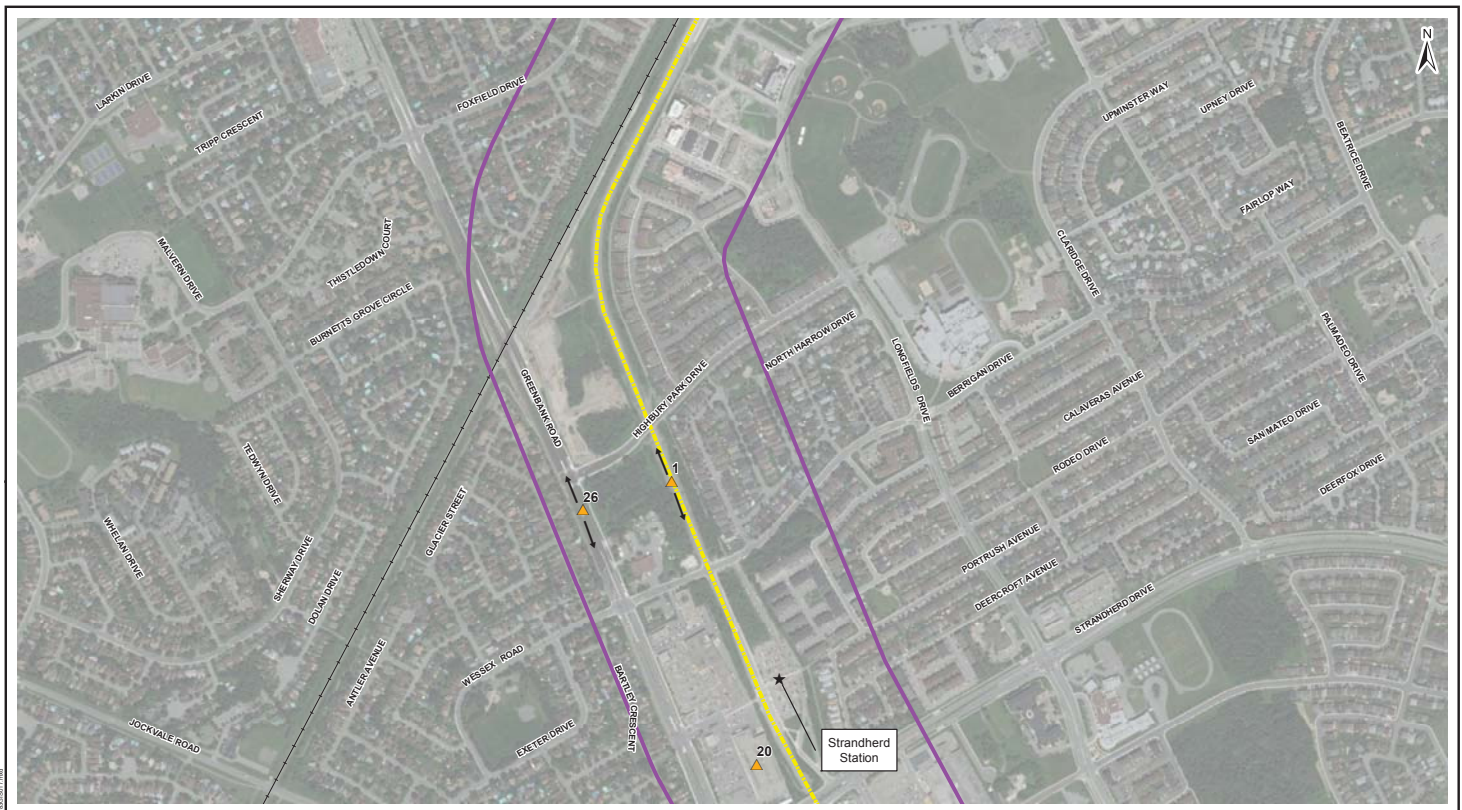 N
LARKIN DRIVE
TRIPP CRESCENT
FOXFIELD DRIVE
UPMINSTER WAY
UPNEY DRIVE
BEATRICE DRIVE
FAIRLOP WAY
MALVERN DRIVE
THISTLEDOWN COURT
BURNETTS GROVE CIRCLE
CLARIDGE DRIVE
PALMADEO DRIVE
NORTH HARROW DRIVE
LONGFIELDS DRIVE
BERRIGAN DRIVE
GREENBANK ROAD
HIGHBURY PARK DRIVE
CALAVERAS AVENUE
SAN MATEO DRIVE
RODEO DRIVE
DEERFOX DRIVE
TEDWYN DRIVE
1
26
GLACIER STREET
WHELAN DRIVE
SHERWAY DRIVE
DOLAN DRIVE
PORTRUSH AVENUE
DEERCROFT AVENUE
STRANDHERD DRIVE
ANTLER AVENUE
WESSEX ROAD
BARTLEY CRESCENT
JOCKVALE ROAD
EXETER DRIVE
20
Strandherd
Station